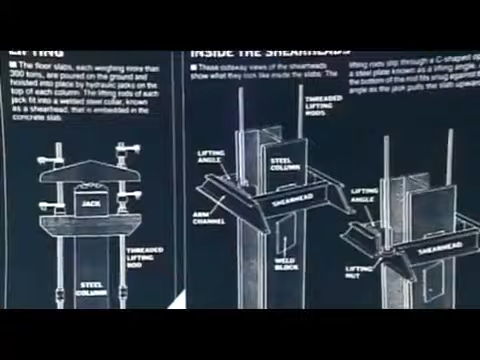 LIFTING
■ The floor slabs, each weighing more than
300 tons, are poured on the ground and
hoisted into place by hydraulic jacks on the
top of each column. The lifting rods of each
jack fit into a welded steel collar, known
as a shearhead, that is embedded in the
concrete slab.
JACK
THREADED
LIFTING
ROD
STEEL
COLUMN
INSIDE THE SHEARHEADS
■ These cutaway views of the shearheads
show what they look like inside the slabs. The
lifting rods slip through a C-shaped
a steel plate known as a lifting angle.
the bottom of the rod fits snug against
angle as the jack pulls the slab upward
THREADED
LIFTING
RODS
LIFTING
ANGLE
STEEL
COLUMN
SHEARHEAD
ARM
CHANNEL
WELD
BLOCK
LIFTING
ANGLE
SHEARHEAD
LIFTING
NUT